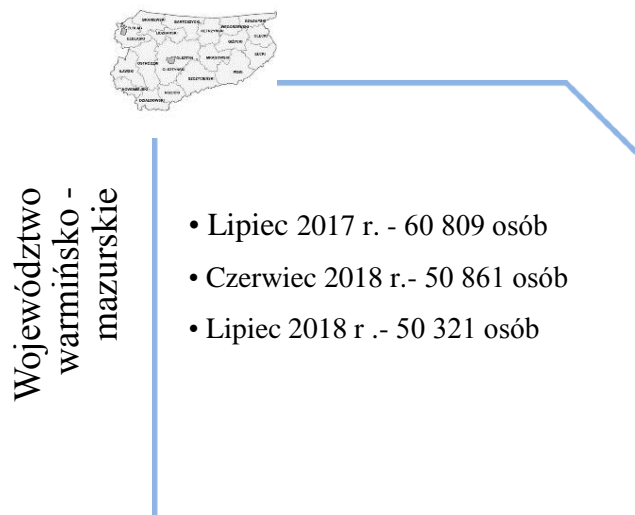 Województwo
warmińsko -
mazurskie
• Lipiec 2017 r. - 60 809 osób
• Czerwiec 2018 r.- 50 861 osób
• Lipiec 2018 r .- 50 321 osób